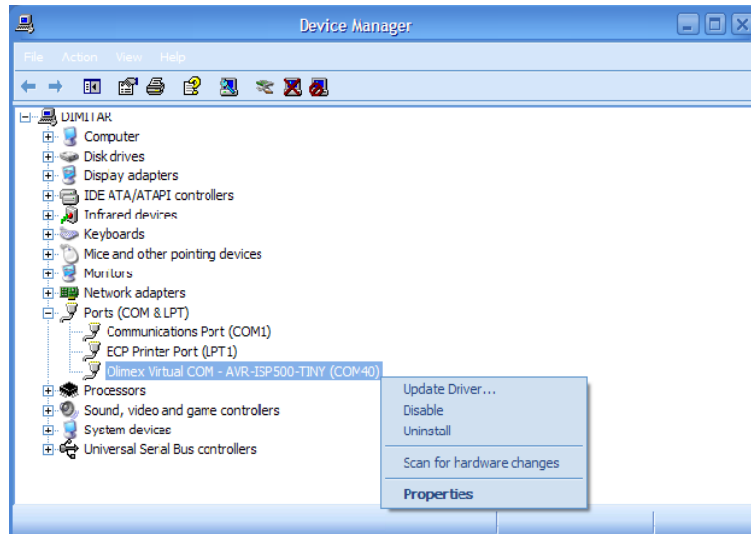 Device Manager
File Action View Help
DIMITAR
Computer
Disk drives
Display adapters
IDE ATA/ATAPI controllers
Infrared devices
Keyboards
Mice and other pointing devices
Monitors
Network adapters
Ports (COM & LPT)
Communications Port (COM1)
ECP Printer Port (LPT1)
Olimex Virtual COM - AVR-ISP500-TINY (COM40)
Processors
Sound, video and game controllers
System devices
Universal Serial Bus controllers
Update Driver...
Disable
Uninstall
Scan for hardware changes
Properties